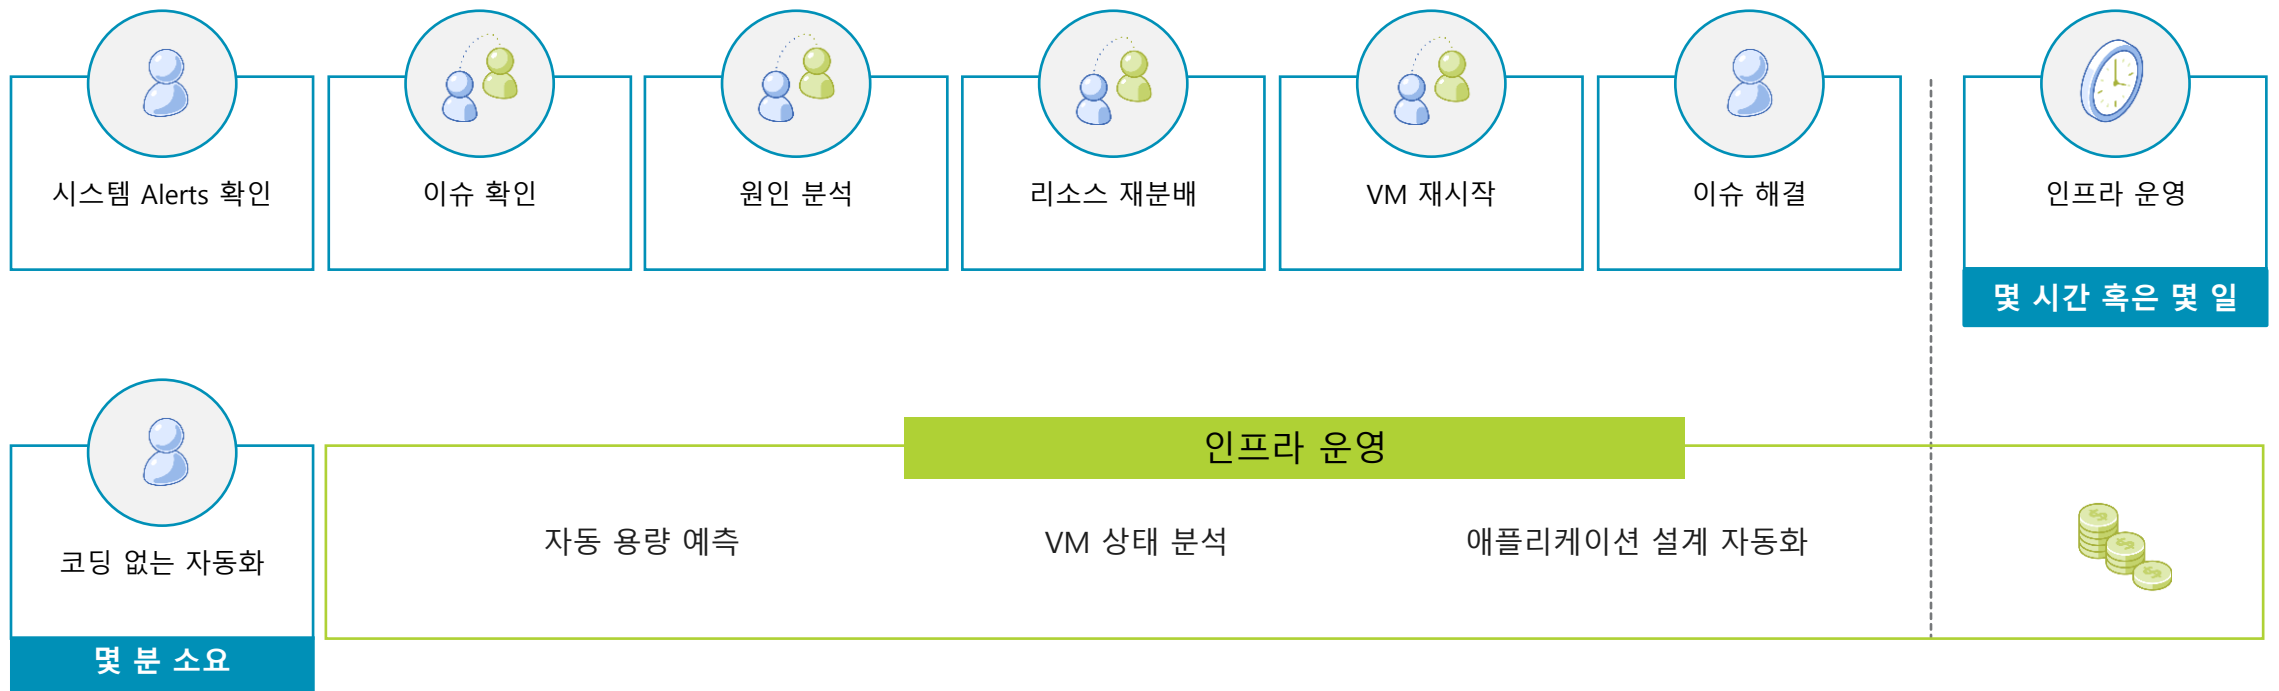 시스템 Alerts 확인
이슈 확인
원인 분석
리소스 재분배
VM 재시작
이슈 해결
인프라 운영
몇 시간 혹은 몇 일
인프라 운영
코딩 없는 자동화
자동 용량 예측
VM 상태 분석
애플리케이션 설계 자동화
몇 분 소요